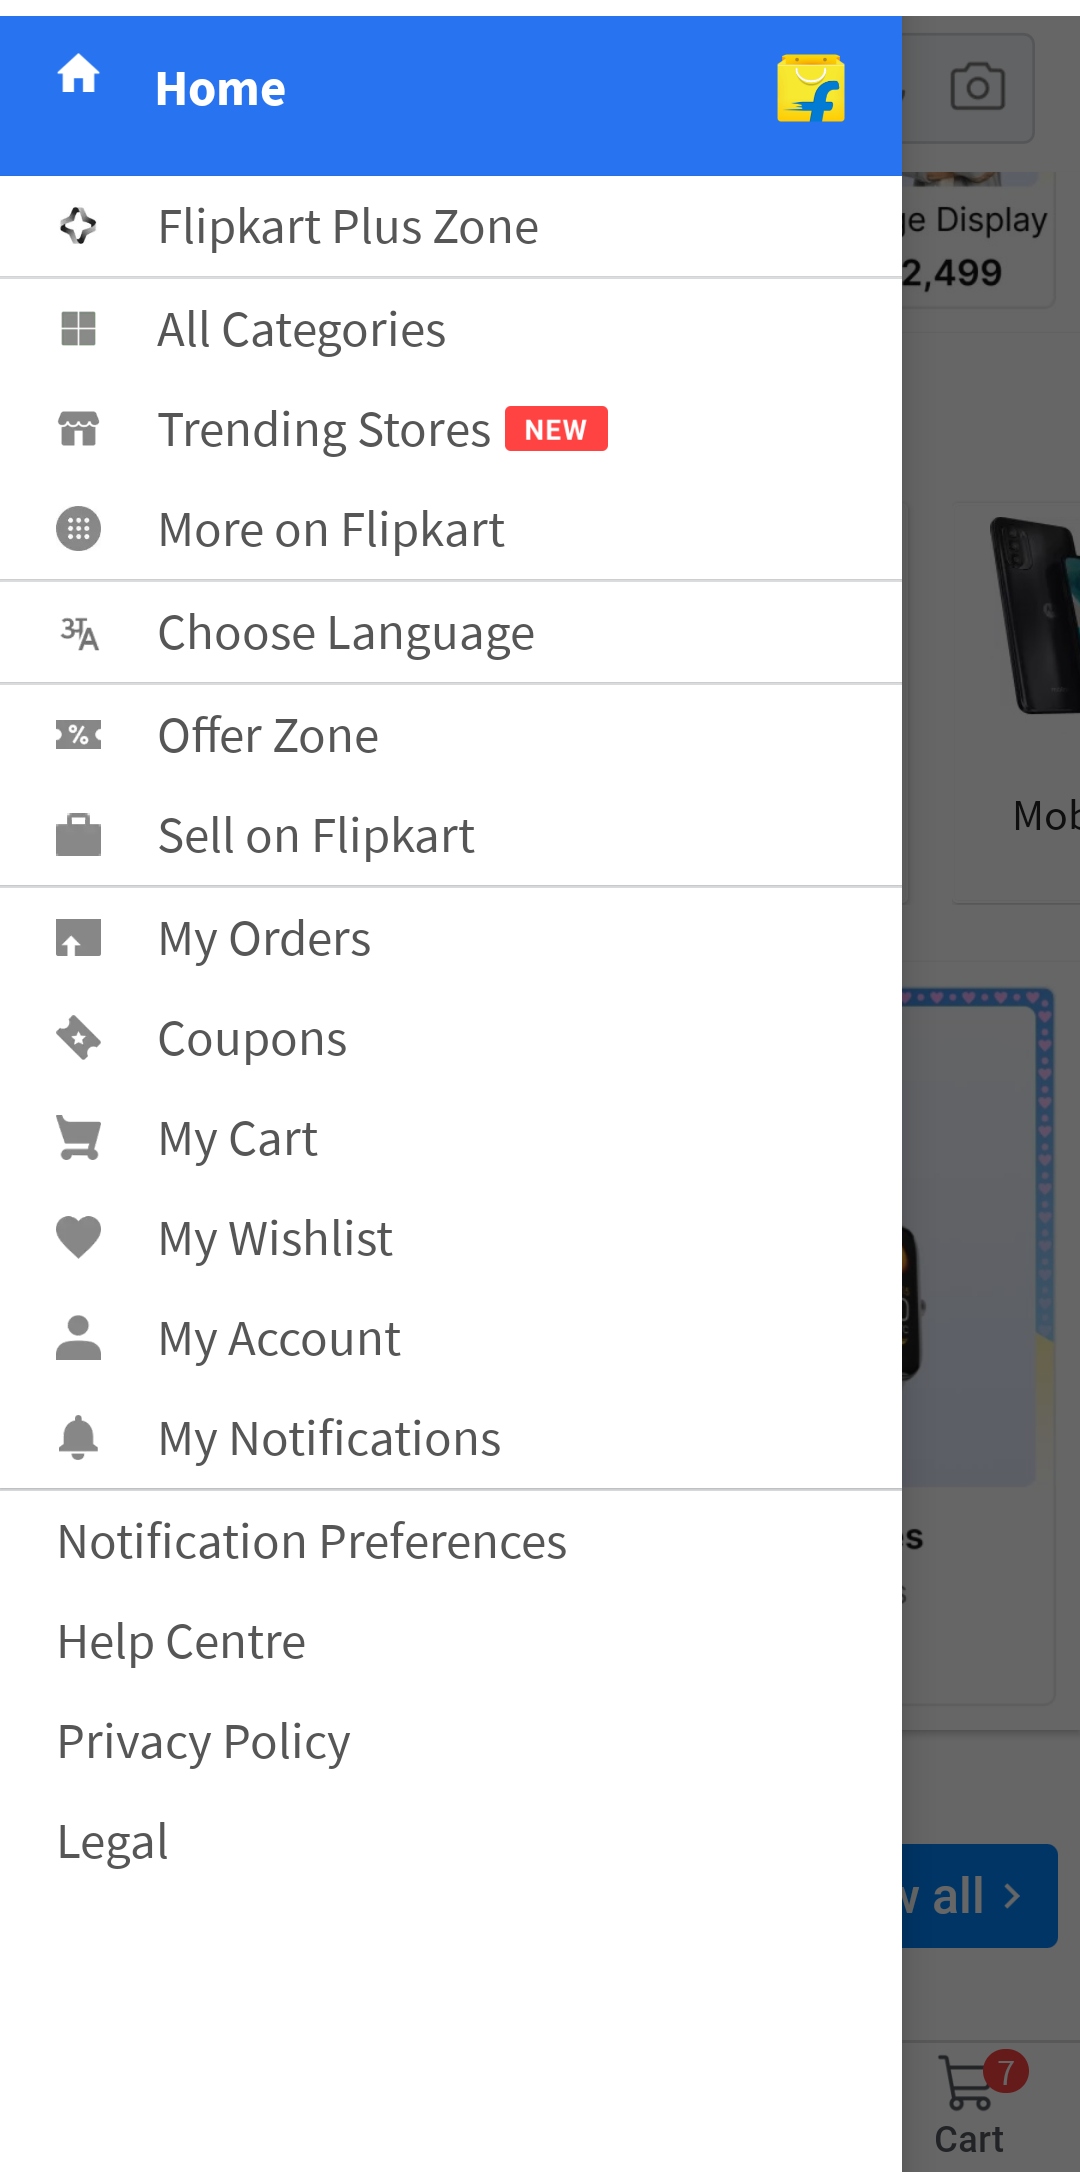 Home
Flipkart Plus Zone
All Categories
Trending Stores NEW
More on Flipkart
Choose Language
Offer Zone
Sell on Flipkart
My Orders
Coupons
My Cart
My Wishlist
My Account
My Notifications
Notification Preferences
Help Centre
Privacy Policy
Legal
Display
2,499
all
7
Cart